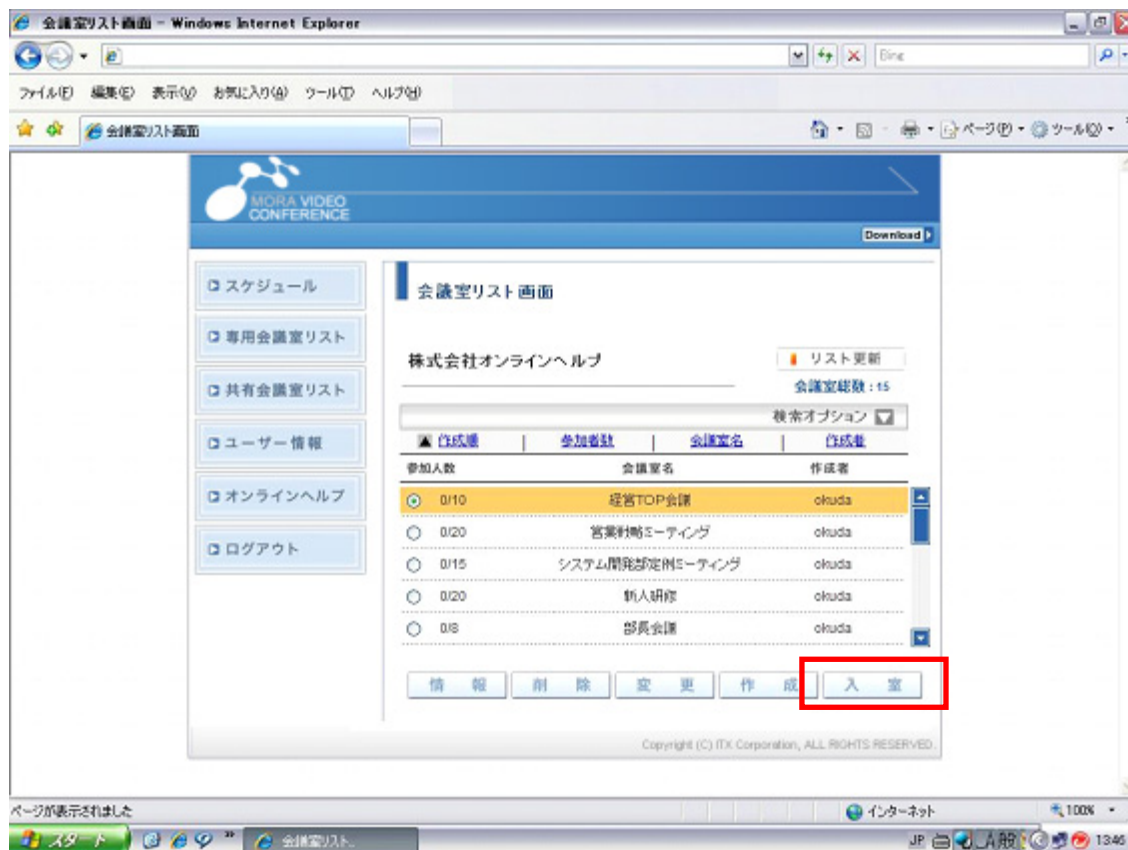 会議室リスト画面 - Windows Internet Explorer
Bing
ファイル(F) 編集(E) 表示(V) お気に入り(A) ツール(T) ヘルプ(H)
会議室リスト画面
ページ(P) ツール(O)
MORA VIDEO
CONFERENCE
Download
スケジュール
専用会議室リスト
共有会議室リスト
ユーザー情報
オンラインヘルプ
ログアウト
会議室リスト画面
株式会社オンラインヘルプ
リスト更新
会議室総数 : 15
検索オプション
▲ 作成順 | 参加者数 | 会議室名 | 作成者
参加人数 会議室名 作成者
0/10 経営TOP会議 okuda
0/20 営業戦略ミーティング okuda
0/15 システム開発部定例ミーティング okuda
0/20 新人研修 okuda
0/8 部長会議 okuda
情 報 削 除 変 更 作 成 入 室
Copyright (C) ITX Corporation, ALL RIGHTS RESERVED.
ページが表示されました
インターネット
100%
スタート
会議室リスト...
JP
A 般
13:46